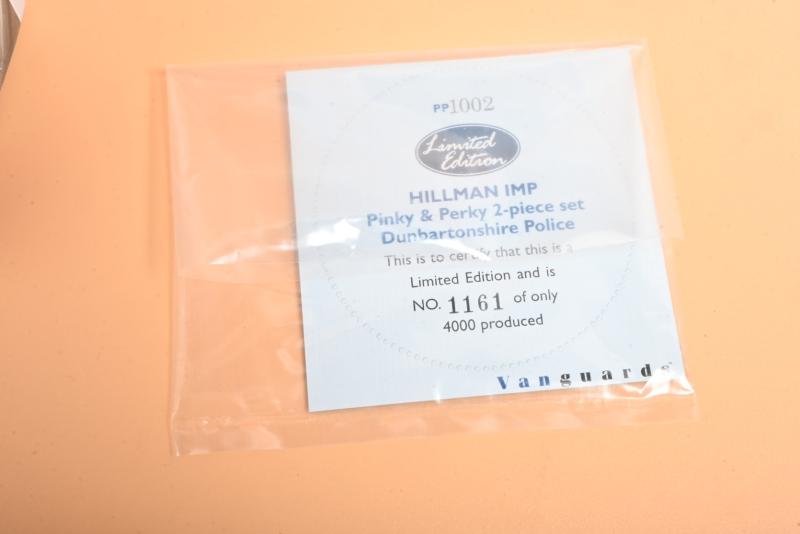 PP1002
Limited
Edition
HILLMAN IMP
Pinky & Perky 2-piece set
Dunbartonshire Police
This is to certify that this is a
Limited Edition and is
NO. 1161 of only
4000 produced
Vanguards